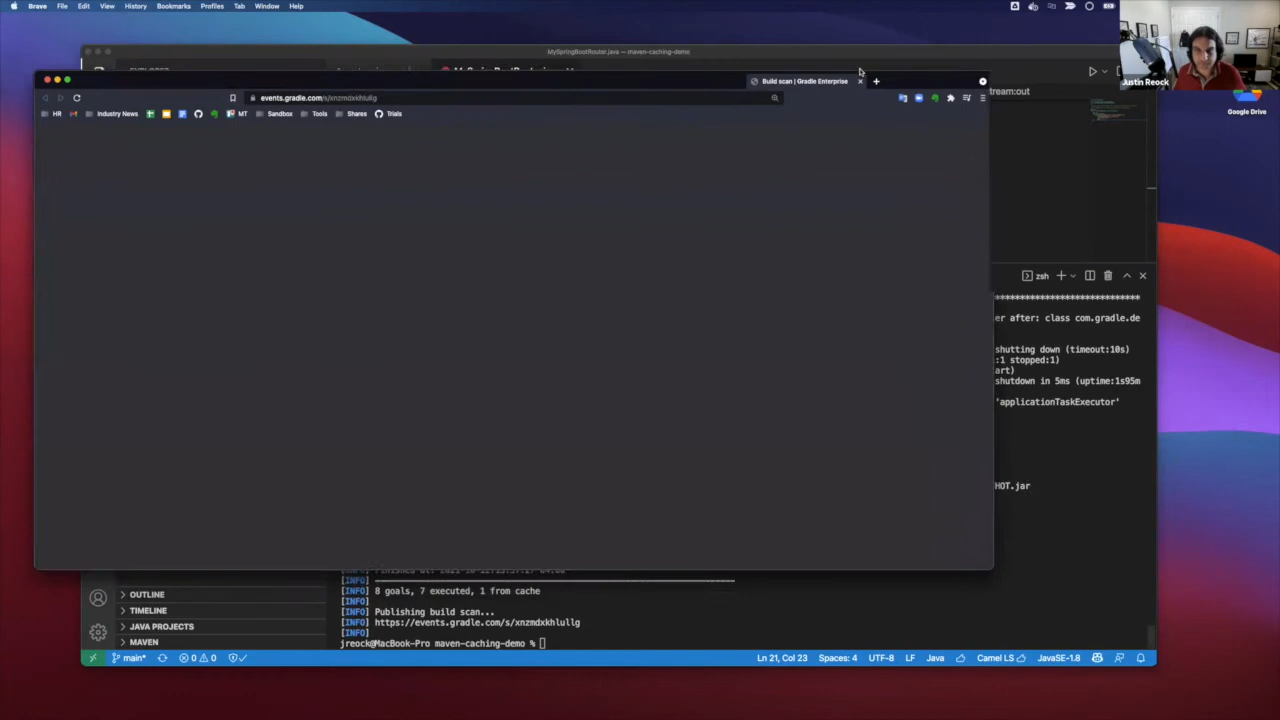 Brave File Edit View History Bookmarks Profiles Tab Window Help
MySpringBootRouter.java — maven-caching-demo
Justin Reock
Google Drive
Build scan | Gradle Enterprise
events.gradle.com/s/xnzmdxkhlullg
HR
Industry News
MT
Sandbox
Tools
Shares
Trials
tream:out
zsh
******************************
er after: class com.gradle.de
shutting down (timeout:10s)
:1 stopped:1)
art)
shutdown in 5ms (uptime:1s95m
'applicationTaskExecutor'
HOT.jar
[INFO] ------------------------------------------------------------------------
[INFO] 8 goals, 7 executed, 1 from cache
[INFO]
[INFO] Publishing build scan...
[INFO] https://events.gradle.com/s/xnzmdxkhlullg
[INFO]
jreock@MacBook-Pro maven-caching-demo %
OUTLINE
TIMELINE
JAVA PROJECTS
MAVEN
main* 0 0 Ln 21, Col 23 Spaces: 4 UTF-8 LF Java Camel LS JavaSE-1.8